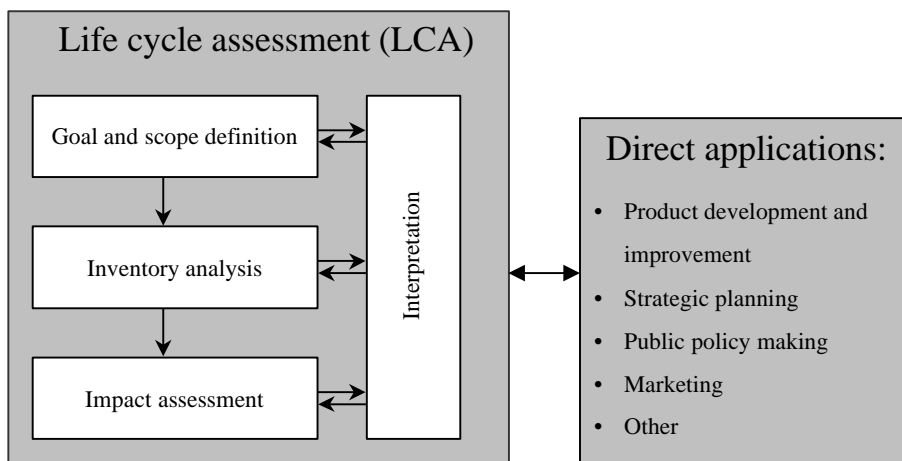 Life cycle assessment (LCA)
Goal and scope definition
Inventory analysis
Impact assessment
Interpretation
Direct applications:
• Product development and
improvement
• Strategic planning
• Public policy making
• Marketing
• Other